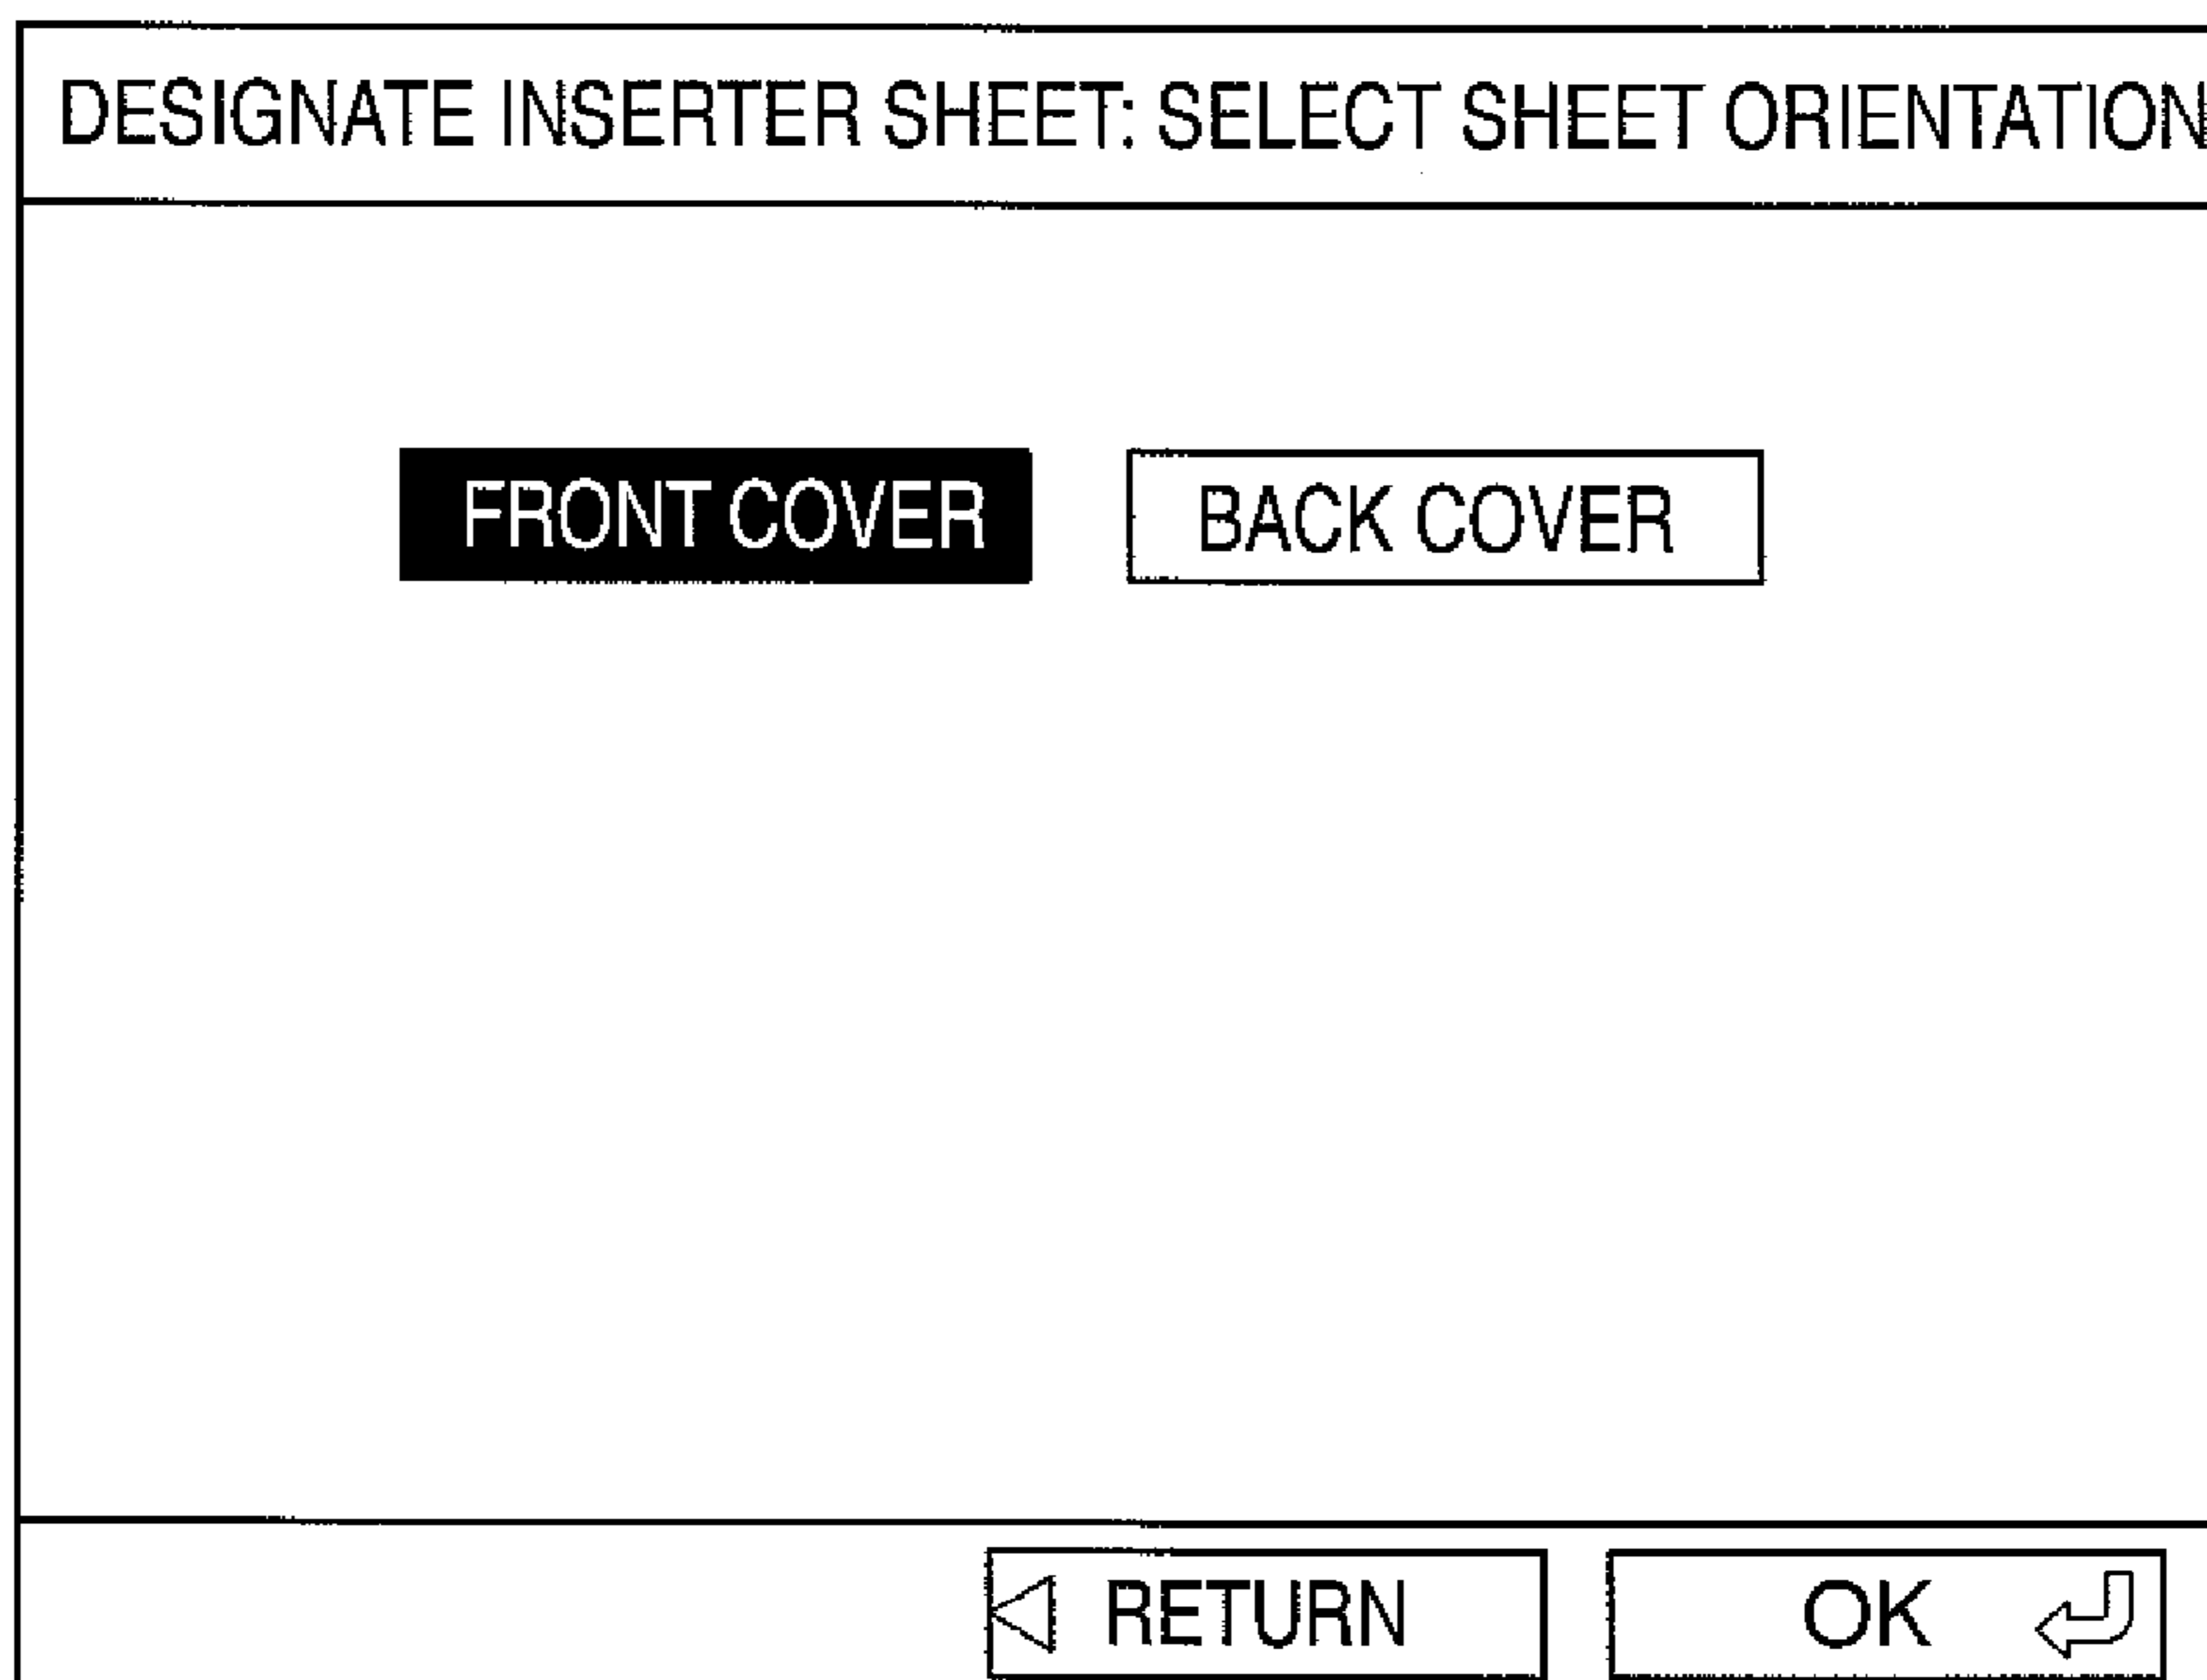 DESIGNATE INSERTER SHEET: SELECT SHEET ORIENTATION
FRONT COVER
BACK COVER
RETURN
OK